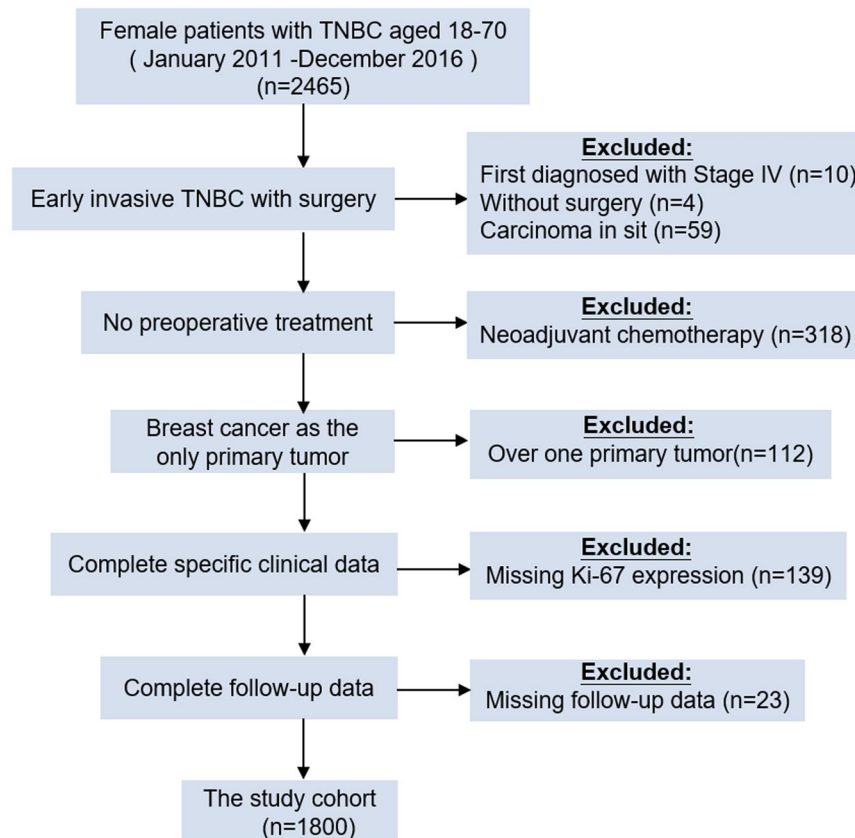 Female patients with TNBC aged 18-70
( January 2011 -December 2016 )
(n=2465)
Early invasive TNBC with surgery
Excluded:
First diagnosed with Stage IV (n=10)
Without surgery (n=4)
Carcinoma in sit (n=59)
No preoperative treatment
Excluded:
Neoadjuvant chemotherapy (n=318)
Breast cancer as the
only primary tumor
Excluded:
Over one primary tumor(n=112)
Complete specific clinical data
Excluded:
Missing Ki-67 expression (n=139)
Complete follow-up data
Excluded:
Missing follow-up data (n=23)
The study cohort
(n=1800)